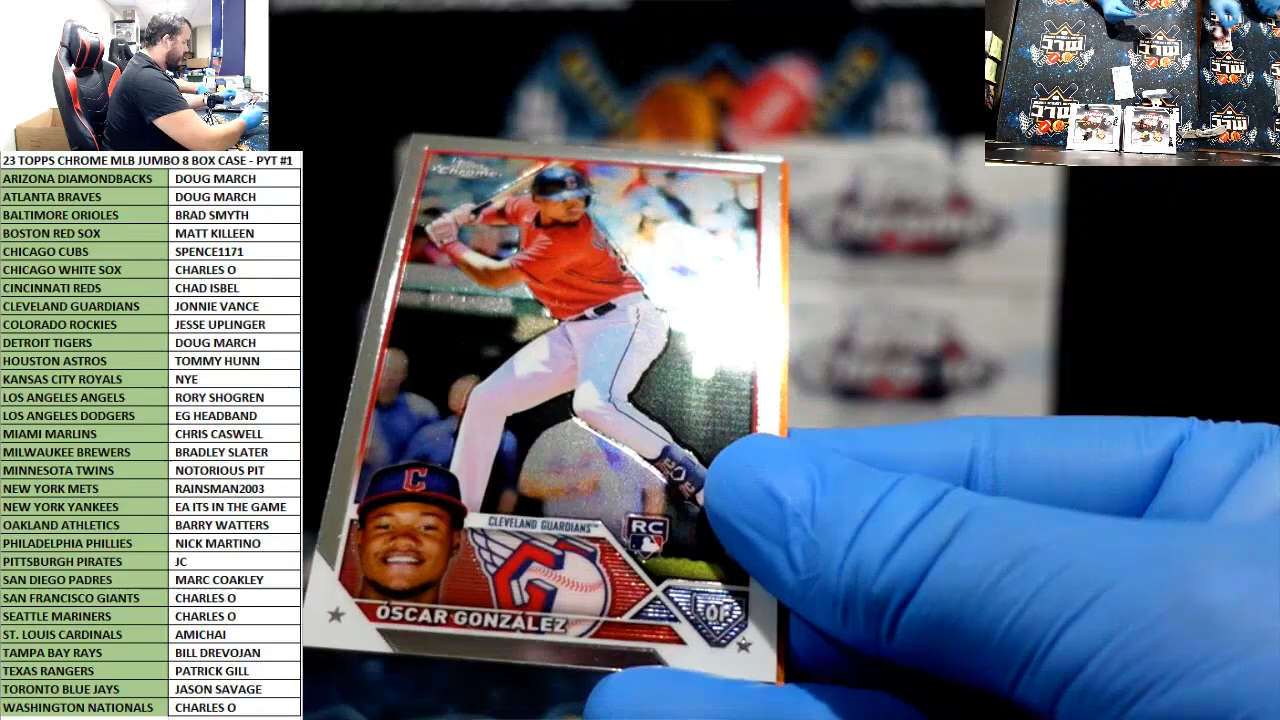 23 TOPPS CHROME MLB JUMBO 8 BOX CASE - PYT #1
ARIZONA DIAMONDBACKS DOUG MARCH
ATLANTA BRAVES DOUG MARCH
BALTIMORE ORIOLES BRAD SMYTH
BOSTON RED SOX MATT KILLEEN
CHICAGO CUBS SPENCE1171
CHICAGO WHITE SOX CHARLES O
CINCINNATI REDS CHAD ISBEL
CLEVELAND GUARDIANS JONNIE VANCE
COLORADO ROCKIES JESSE UPLINGER
DETROIT TIGERS DOUG MARCH
HOUSTON ASTROS TOMMY HUNN
KANSAS CITY ROYALS NYE
LOS ANGELES ANGELS RORY SHOGREN
LOS ANGELES DODGERS EG HEADBAND
MIAMI MARLINS CHRIS CASWELL
MILWAUKEE BREWERS BRADLEY SLATER
MINNESOTA TWINS NOTORIOUS PIT
NEW YORK METS RAINSMAN2003
NEW YORK YANKEES EA ITS IN THE GAME
OAKLAND ATHLETICS BARRY WATTERS
PHILADELPHIA PHILLIES NICK MARTINO
PITTSBURGH PIRATES JC
SAN DIEGO PADRES MARC COAKLEY
SAN FRANCISCO GIANTS CHARLES O
SEATTLE MARINERS CHARLES O
ST. LOUIS CARDINALS AMICHAI
TAMPA BAY RAYS BILL DREVOJAN
TEXAS RANGERS PATRICK GILL
TORONTO BLUE JAYS JASON SAVAGE
WASHINGTON NATIONALS CHARLES O
Topps
Chrome
C
CLEVELAND GUARDIANS™
RC
G
OF
ÓSCAR GONZÁLEZ